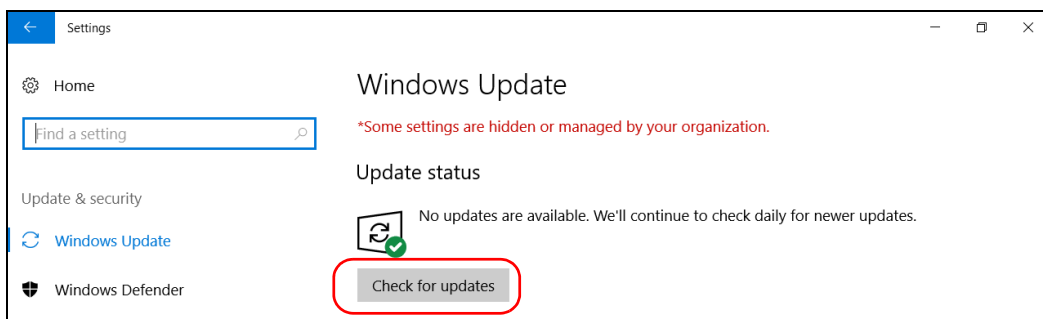 Settings
Home
Find a setting
Update & security
Windows Update
Windows Defender
Windows Update
*Some settings are hidden or managed by your organization.
Update status
No updates are available. We'll continue to check daily for newer updates.
Check for updates